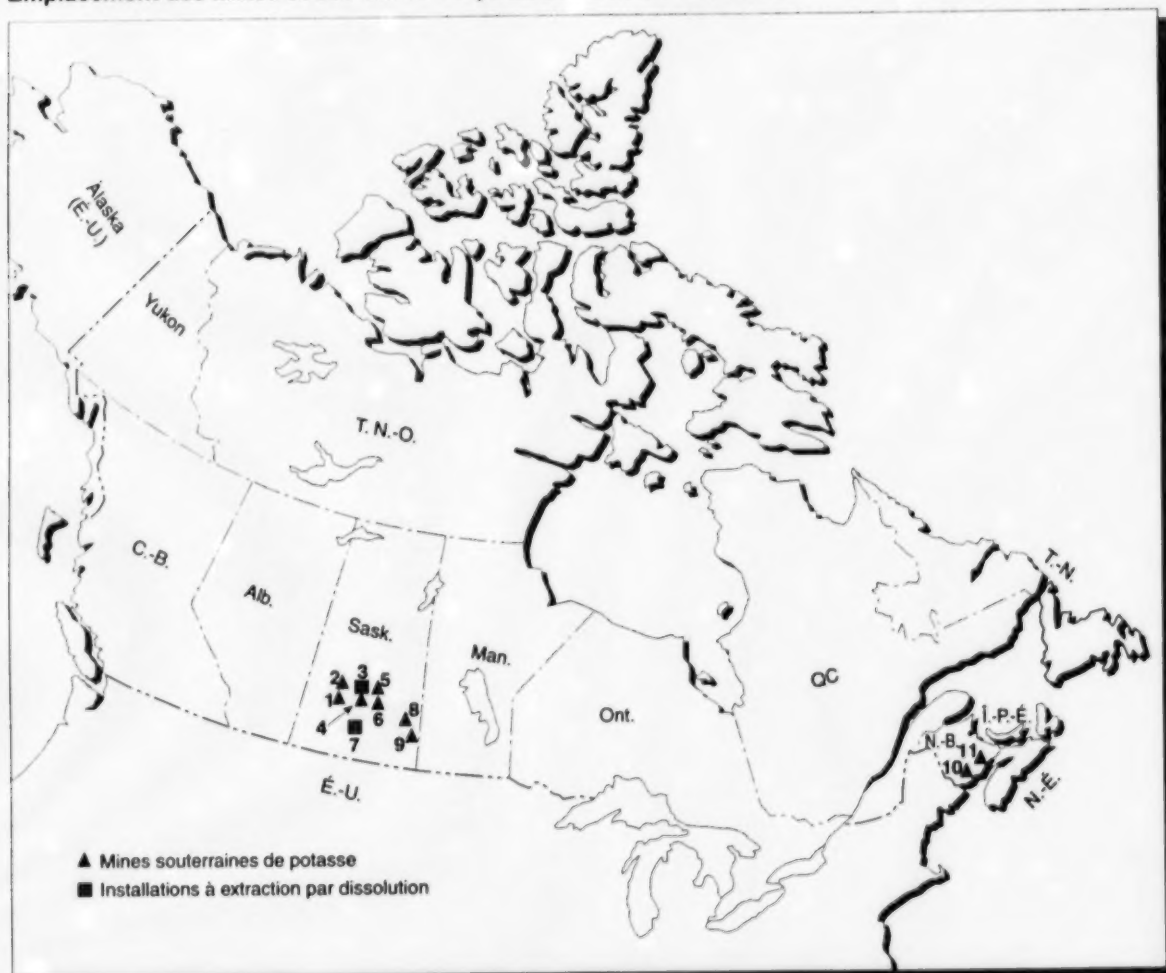 Alaska
(É.-U.)
Yukon
T. N.-O.
C.-B.
Alb.
Sask.
Man.
Ont.
QC
T.-N.
Î.-P.-É.
N.-B.
N.-É.
2
3
5
1
4
6
7
8
9
11
10
É.-U.
▲ Mines souterraines de potasse
■ Installations à extraction par dissolution